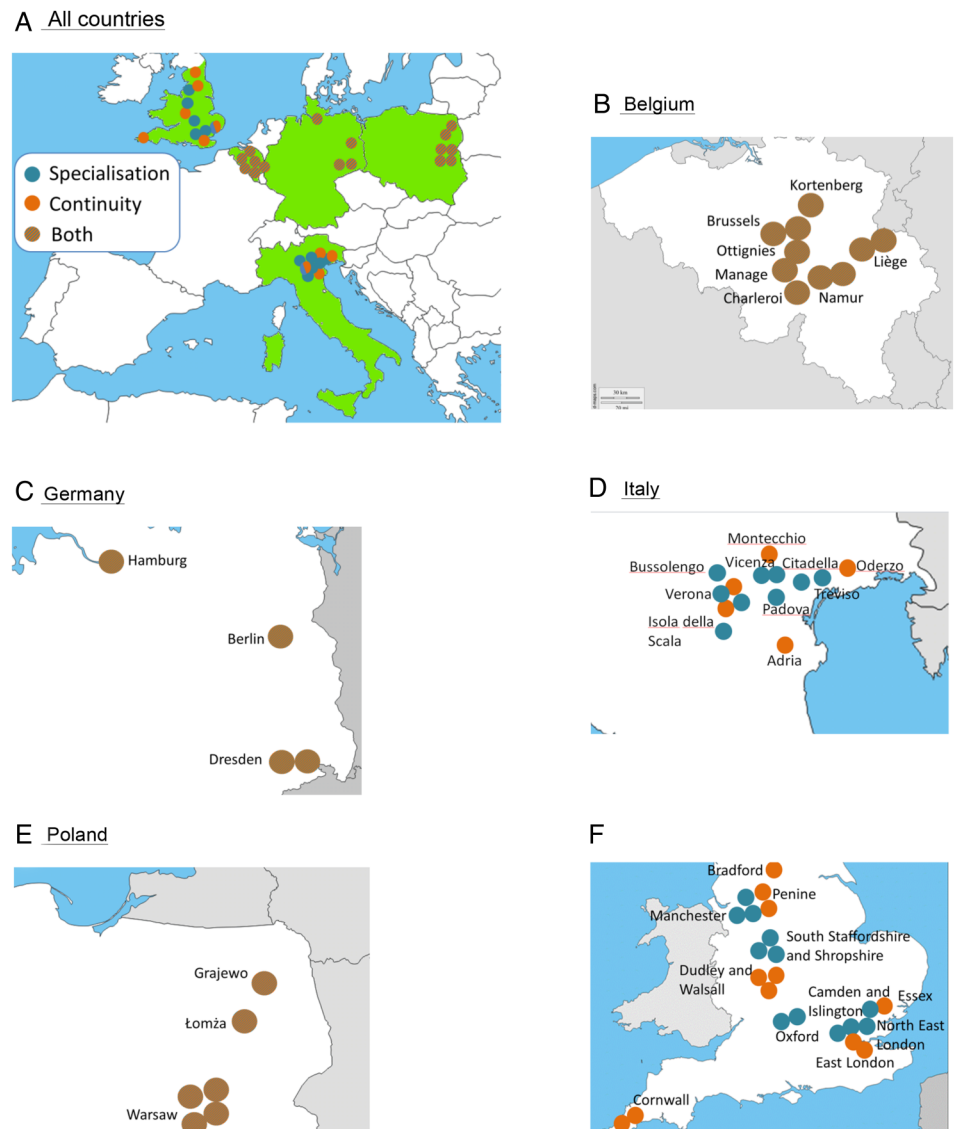 A All countries
Specialisation
Continuity
Both
B Belgium
Kortenberg
Brussels
Ottignies
Liège
Manage
Charleroi
Namur
50 km
C Germany
Hamburg
Berlin
Dresden
D Italy
Montecchio
Vicenza
Citadella
Oderzo
Bussolengo
Verona
Treviso
Padova
Isola della
Scala
Adria
E Poland
Grajewo
Łomża
Warsaw
F
Bradford
Penine
Manchester
South Staffordshire
and Shropshire
Dudley and
Walsall
Camden and
Islington
Essex
Oxford
North East
London
East London
Cornwall